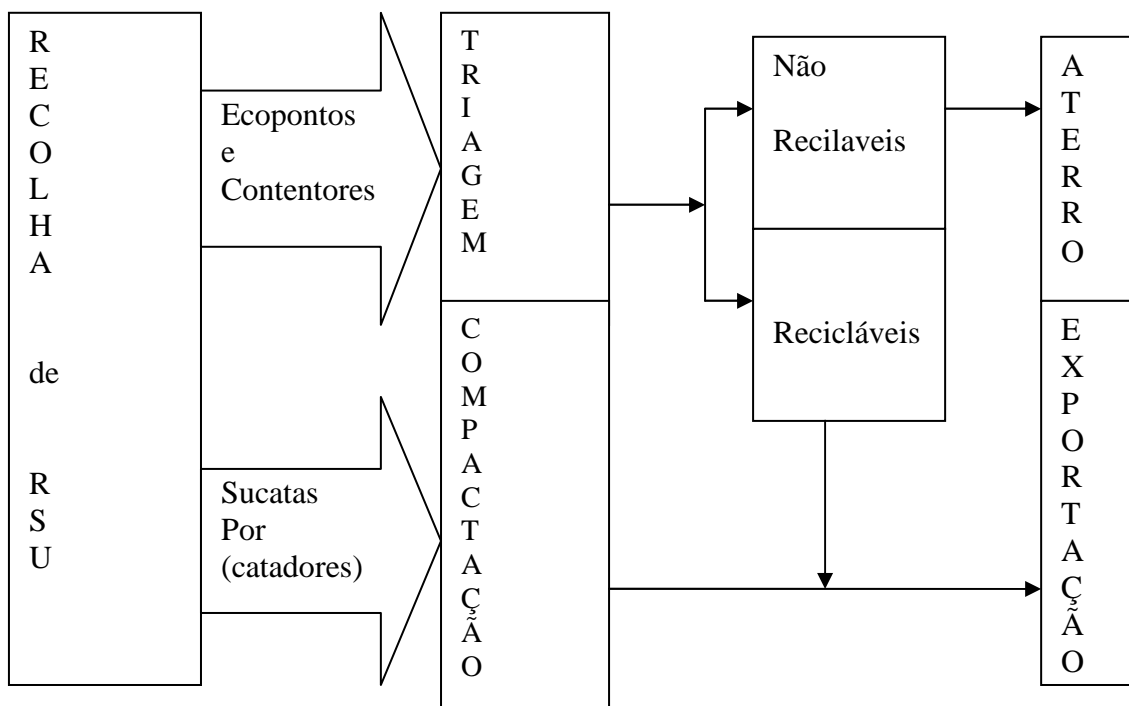 RECOLHA
de
RSU
Ecopontos
e
Contentores
Sucatas
Por
(catadores)
TRIAGEM
COMPACTAÇÃO
Não
Recilaveis
Recicláveis
ATERRO
EXPORTAÇÃO